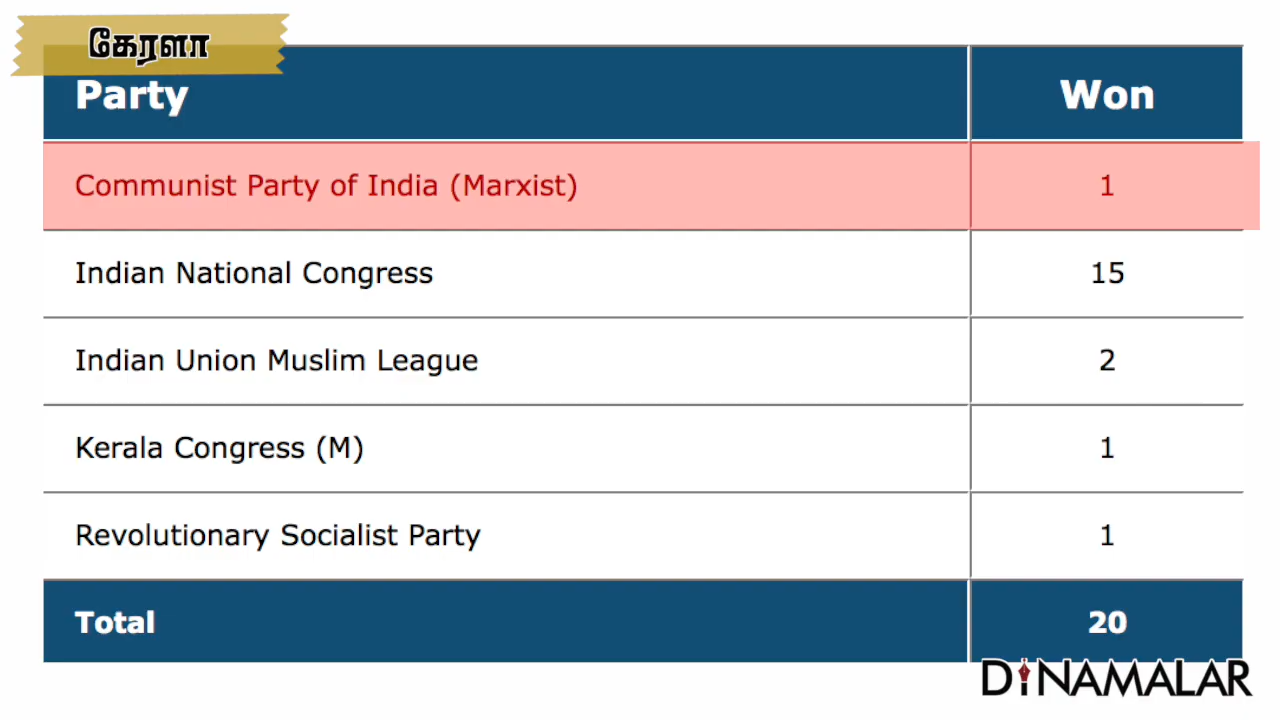 கேரளா
Party Won
Communist Party of India (Marxist) 1
Indian National Congress 15
Indian Union Muslim League 2
Kerala Congress (M) 1
Revolutionary Socialist Party 1
Total 20
DINAMALAR